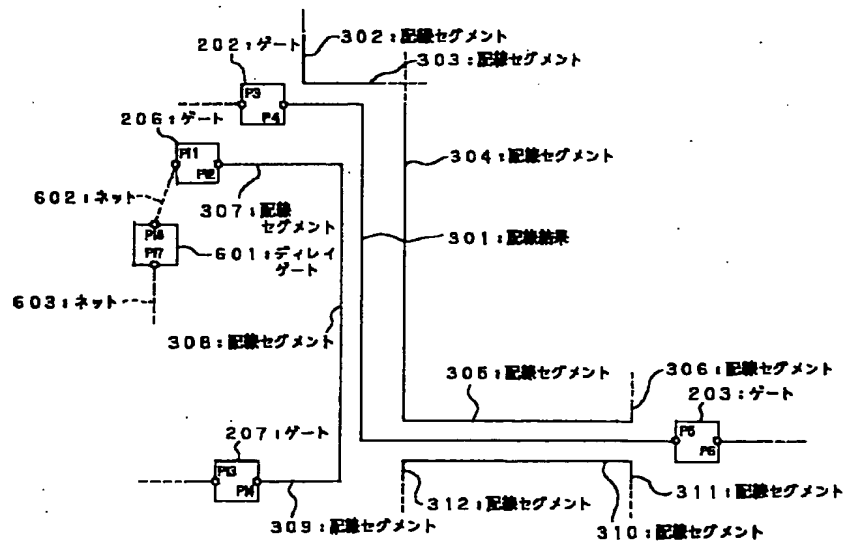 302:配線セグメント
202:ゲート
303:配線セグメント
P3
P4
206:ゲート
P11
P12
304:配線セグメント
602:ネット
307:配線
セグメント
P16
P17
601:ディレイ
ゲート
301:配線結果
603:ネット
308:配線セグメント
305:配線セグメント
306:配線セグメント
203:ゲート
P5
P6
207:ゲート
P13
P14
312:配線セグメント
311:配線セグメント
309:配線セグメント
310:配線セグメント